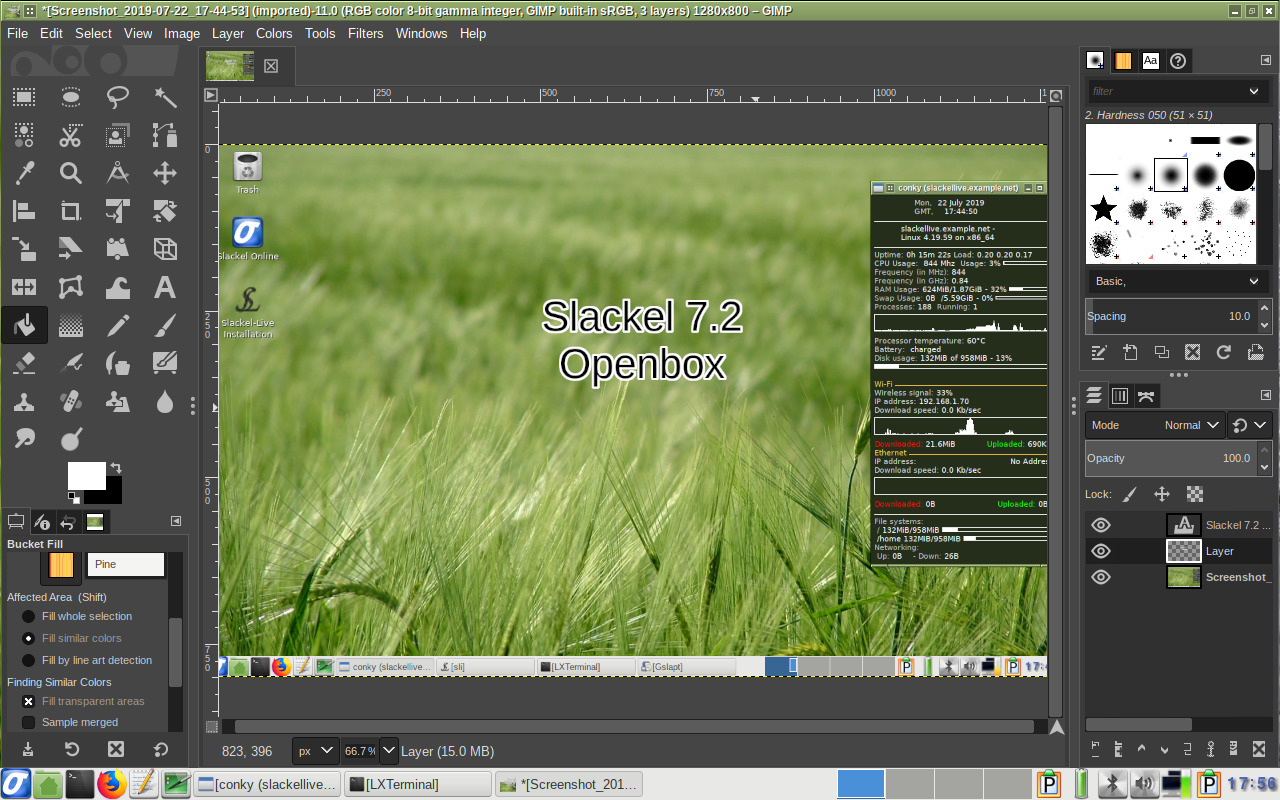 *[Screenshot_2019-07-22_17-44-53] (imported)-11.0 (RGB color 8-bit gamma integer, GIMP built-in sRGB, 3 layers) 1280x800 – GIMP
File Edit Select View Image Layer Colors Tools Filters Windows Help
250 500 750 1000
0
250
500
750
Trash
Slackel Online
Slackel-Live
Installation
Slackel 7.2
Openbox
conky (slackellive.example.net)
Mon, 22 July 2019
GMT, 17:44:50
slackellive.example.net -
Linux 4.19.59 on x86_64
Uptime: 0h 15m 22s Load: 0.20 0.20 0.17
CPU Usage: 844 Mhz Usage: 3%
Frequency (in MHz): 844
Frequency (in GHz): 0.84
RAM Usage: 624MiB/1.87GiB - 32%
Swap Usage: 0B /5.59GiB - 0%
Processes: 188 Running: 1
Processor temperature: 60°C
Battery: charged
Disk usage: 132MiB of 958MiB - 13%
Wi-Fi
Wireless signal: 33%
IP address: 192.168.1.70
Download speed: 0.0 Kb/sec
Downloaded: 21.6MiB Uploaded: 690K
Ethernet
IP address: No Addres
Download speed: 0.0 Kb/sec
Downloaded: 0B Uploaded: 0B
File systems:
/ 132MiB/958MiB
/home 132MiB/958MiB
Networking:
Up: 0B - Down: 26B
conky (slackellive... [sli] [LXTerminal] [Gslapt] 17:4
Bucket Fill
Pine
Affected Area (Shift)
Fill whole selection
Fill similar colors
Fill by line art detection
Finding Similar Colors
Fill transparent areas
Sample merged
823, 396 px 66.7% Layer (15.0 MB)
Aa
filter
2. Hardness 050 (51 × 51)
Basic,
Spacing 10.0
Mode Normal
Opacity 100.0
Lock:
Slackel 7.2 ...
Layer
Screenshot_
[conky (slackellive... [LXTerminal] *[Screenshot_201... 17:56